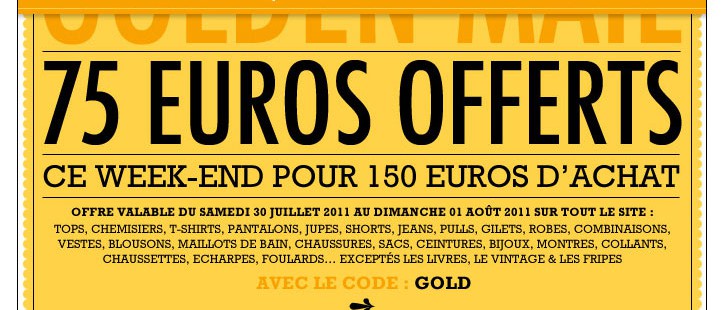 GOLDEN MAIL
75 EUROS OFFERTS
CE WEEK-END POUR 150 EUROS D'ACHAT
OFFRE VALABLE DU SAMEDI 30 JUILLET 2011 AU DIMANCHE 01 AOÛT 2011 SUR TOUT LE SITE :
TOPS, CHEMISIERS, T-SHIRTS, PANTALONS, JUPES, SHORTS, JEANS, PULLS, GILETS, ROBES, COMBINAISONS,
VESTES, BLOUSONS, MAILLOTS DE BAIN, CHAUSSURES, SACS, CEINTURES, BIJOUX, MONTRES, COLLANTS,
CHAUSSETTES, ECHARPES, FOULARDS... EXCEPTÉS LES LIVRES, LE VINTAGE & LES FRIPES
AVEC LE CODE : GOLD